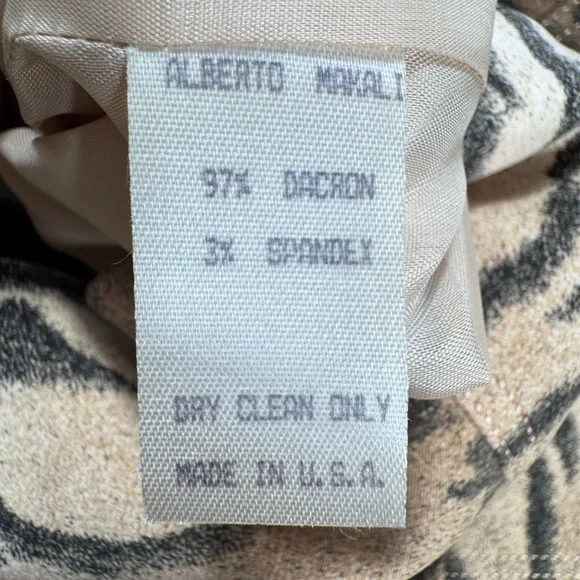 ALBERTO MAKALI
97% DACRON
3% SPANDEX
DRY CLEAN ONLY
MADE IN U.S.A.